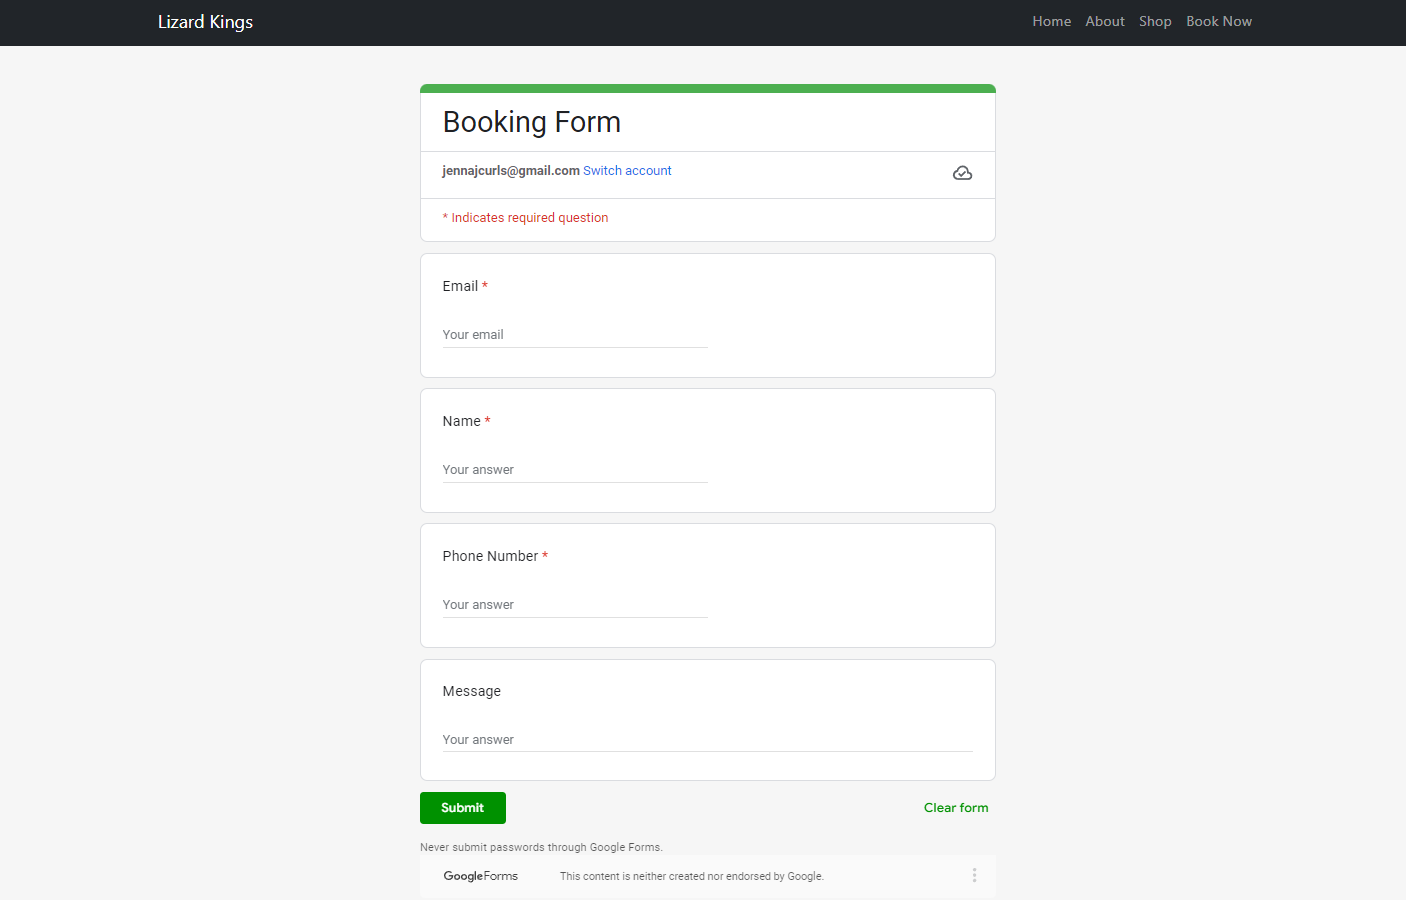 Lizard Kings
Home About Shop Book Now
Booking Form
jennajcurls@gmail.com Switch account
* Indicates required question
Email *
Your email
Name *
Your answer
Phone Number *
Your answer
Message
Your answer
Submit
Clear form
Never submit passwords through Google Forms.
GoogleForms
This content is neither created nor endorsed by Google.